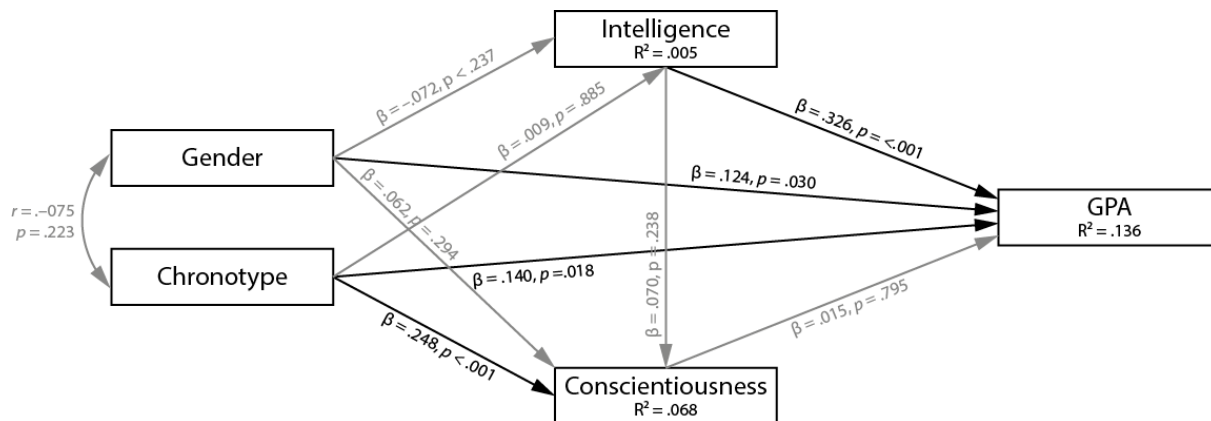 Intelligence
R² = .005
β = –.072, p < .237
β = .009, p = .885
β = .326, p = <.001
Gender
β = .124, p = .030
β = .062, p = .294
r = .–075
p = .223
GPA
R² = .136
Chronotype
β = .140, p =.018
β = .070, p = .238
β = .015, p = .795
β = .248, p < .001
Conscientiousness
R² = .068